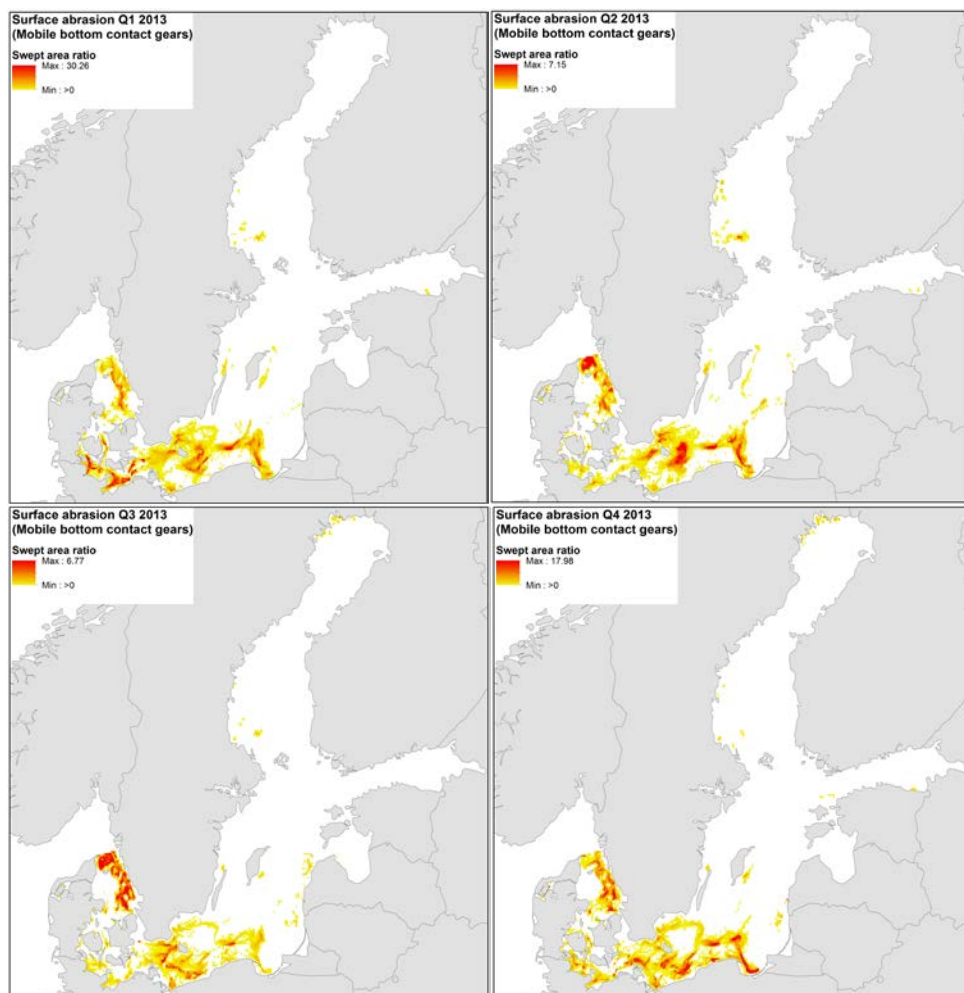 Surface abrasion Q1 2013
(Mobile bottom contact gears)
Swept area ratio
Max : 30.26
Min : >0
Surface abrasion Q2 2013
(Mobile bottom contact gears)
Swept area ratio
Max : 7.15
Min : >0
Surface abrasion Q3 2013
(Mobile bottom contact gears)
Swept area ratio
Max : 6.77
Min : >0
Surface abrasion Q4 2013
(Mobile bottom contact gears)
Swept area ratio
Max : 17.98
Min : >0